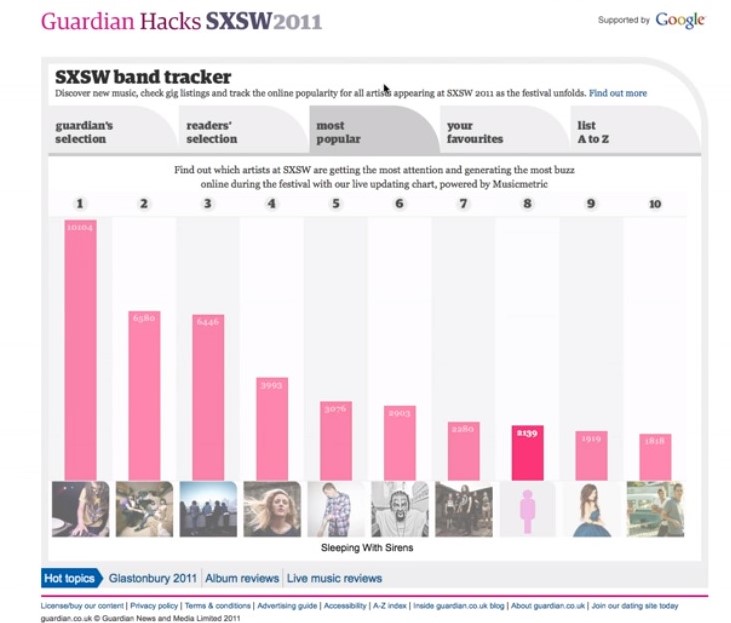 Guardian Hacks SXSW2011
Supported by Google
SXSW band tracker
Discover new music, check gig listings and track the online popularity for all artists appearing at SXSW 2011 as the festival unfolds. Find out more
guardian's selection
readers' selection
most popular
your favourites
list A to Z
Find out which artists at SXSW are getting the most attention and generating the most buzz
online during the festival with our live updating chart, powered by Musicmetric
1 2 3 4 5 6 7 8 9 10
10104
6580
6446
3993
3076
2903
2280
2139
1919
1818
Sleeping With Sirens
Hot topics Glastonbury 2011 | Album reviews | Live music reviews
License/buy our content | Privacy policy | Terms & conditions | Advertising guide | Accessibility | A-Z index | Inside guardian.co.uk blog | About guardian.co.uk | Join our dating site today
guardian.co.uk © Guardian News and Media Limited 2011